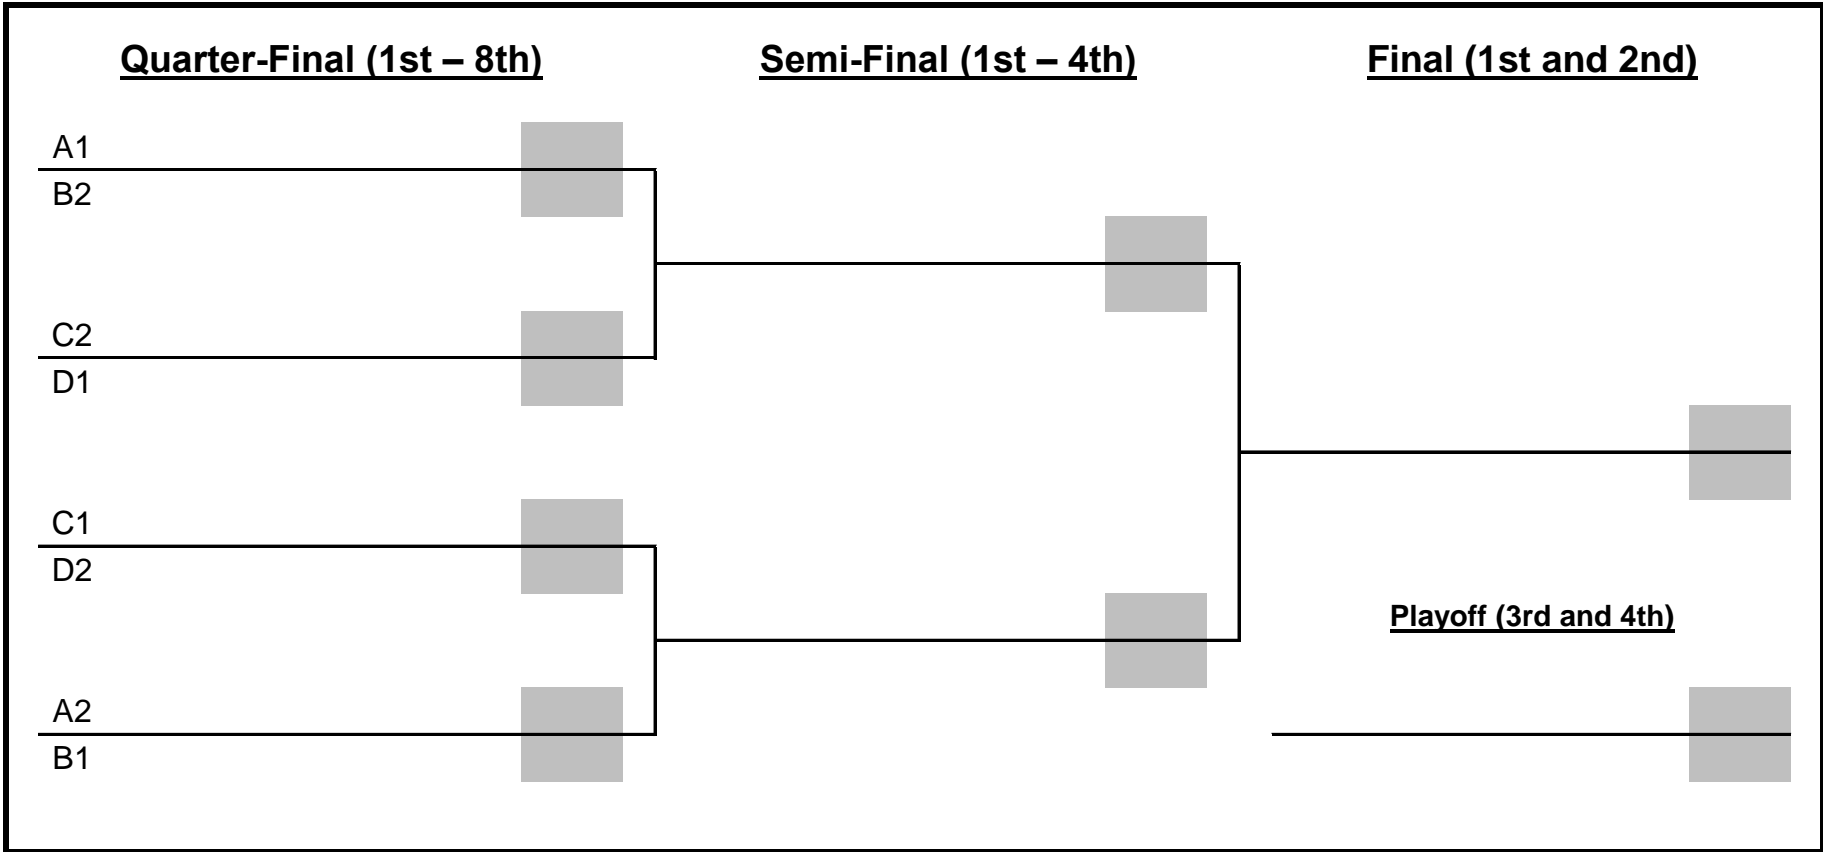 Quarter-Final (1st – 8th)
Semi-Final (1st – 4th)
Final (1st and 2nd)
A1
B2
C2
D1
C1
D2
Playoff (3rd and 4th)
A2
B1